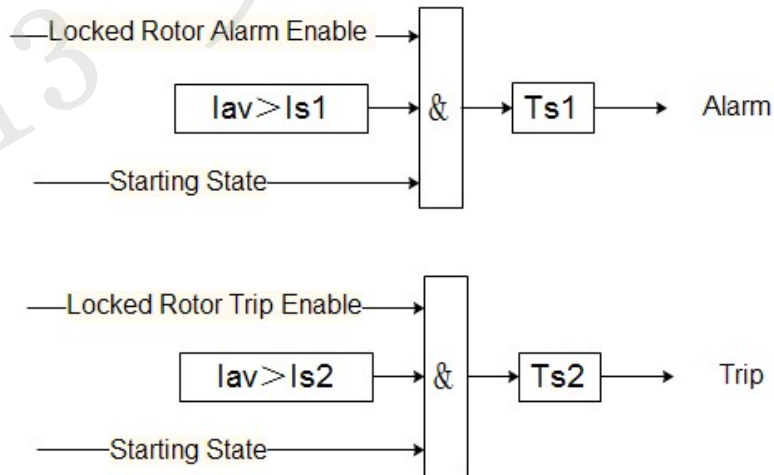 Locked Rotor Alarm Enable
Iav>Is1
&
Ts1
Alarm
Starting State
Locked Rotor Trip Enable
Iav>Is2
&
Ts2
Trip
Starting State